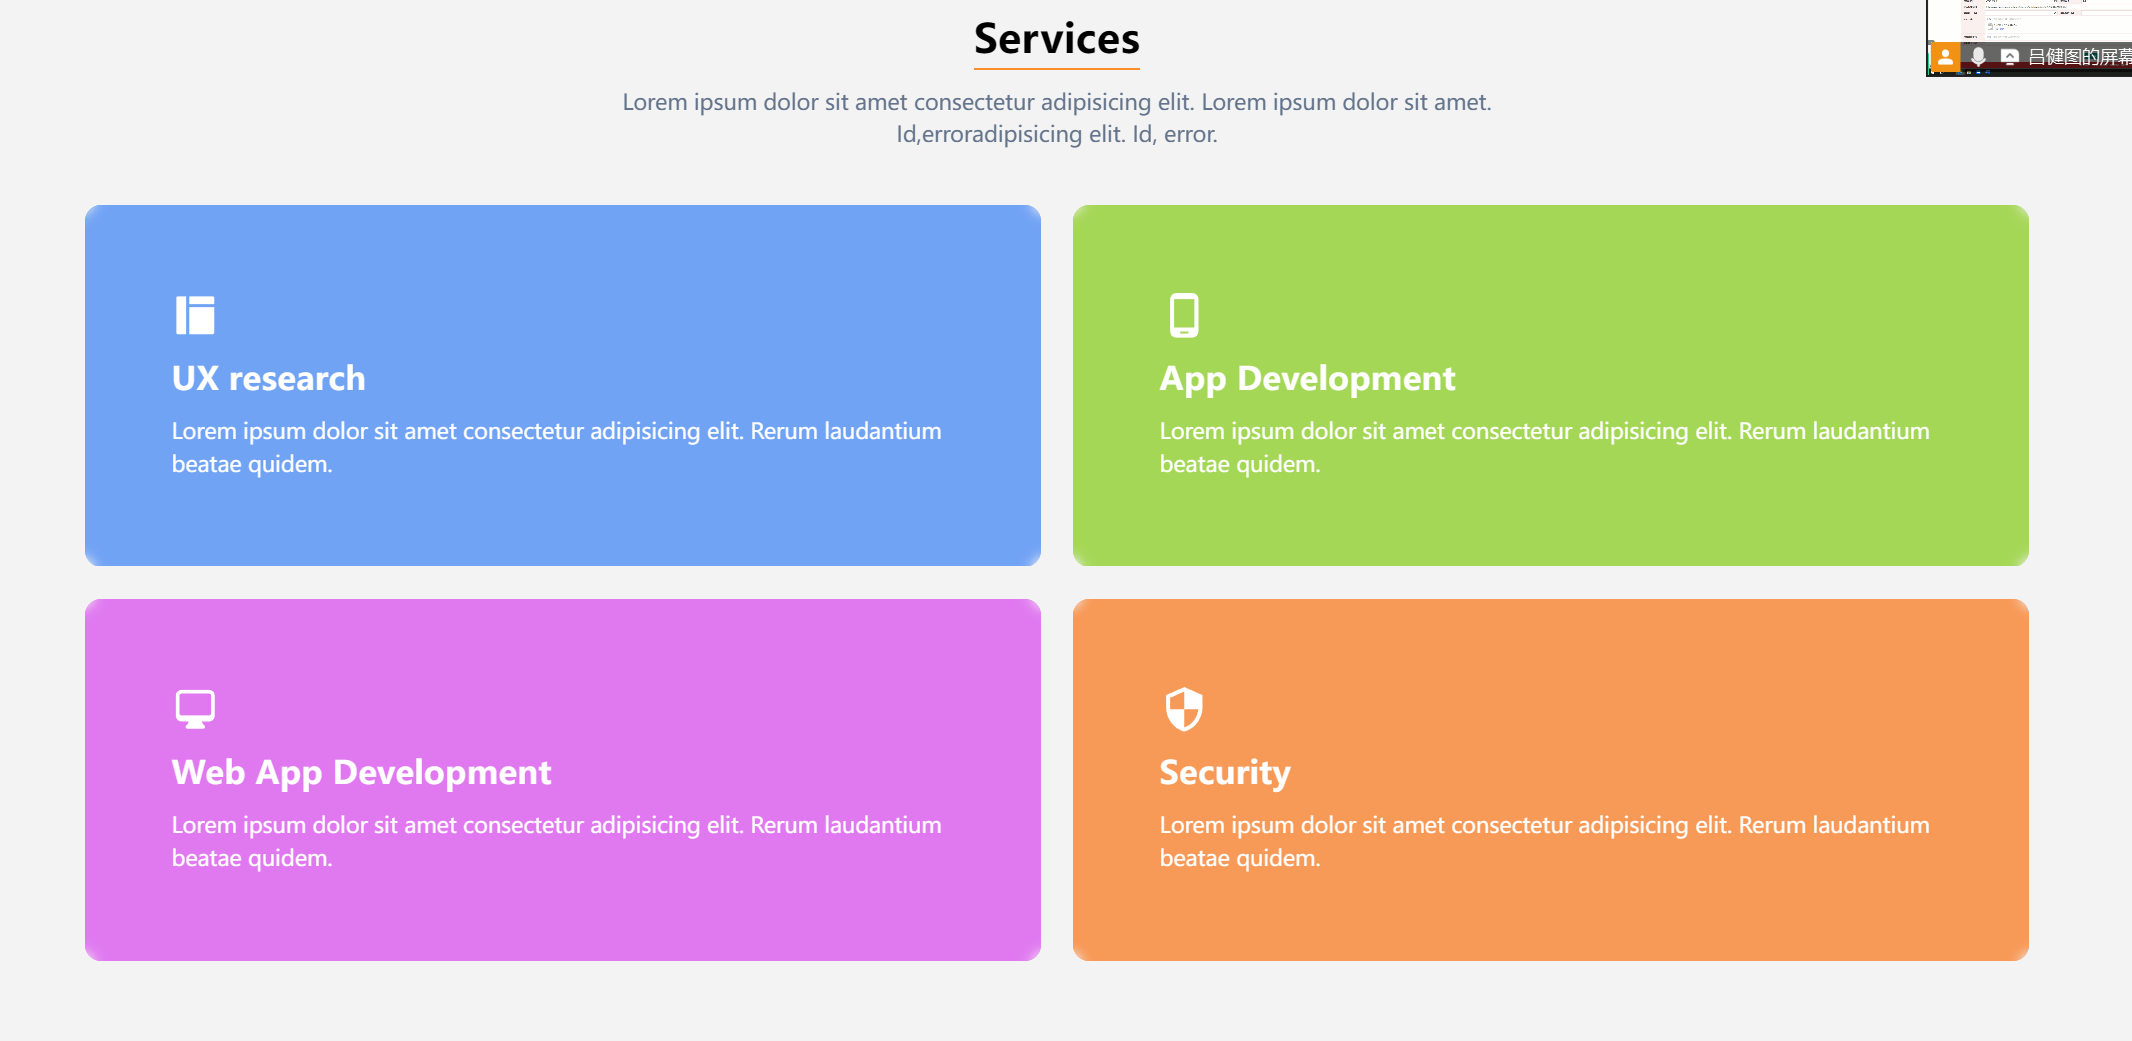 Services
吕健图的屏幕
Lorem ipsum dolor sit amet consectetur adipisicing elit. Lorem ipsum dolor sit amet.
Id,erroradipisicing elit. Id, error.
UX research
Lorem ipsum dolor sit amet consectetur adipisicing elit. Rerum laudantium
beatae quidem.
App Development
Lorem ipsum dolor sit amet consectetur adipisicing elit. Rerum laudantium
beatae quidem.
Web App Development
Lorem ipsum dolor sit amet consectetur adipisicing elit. Rerum laudantium
beatae quidem.
Security
Lorem ipsum dolor sit amet consectetur adipisicing elit. Rerum laudantium
beatae quidem.